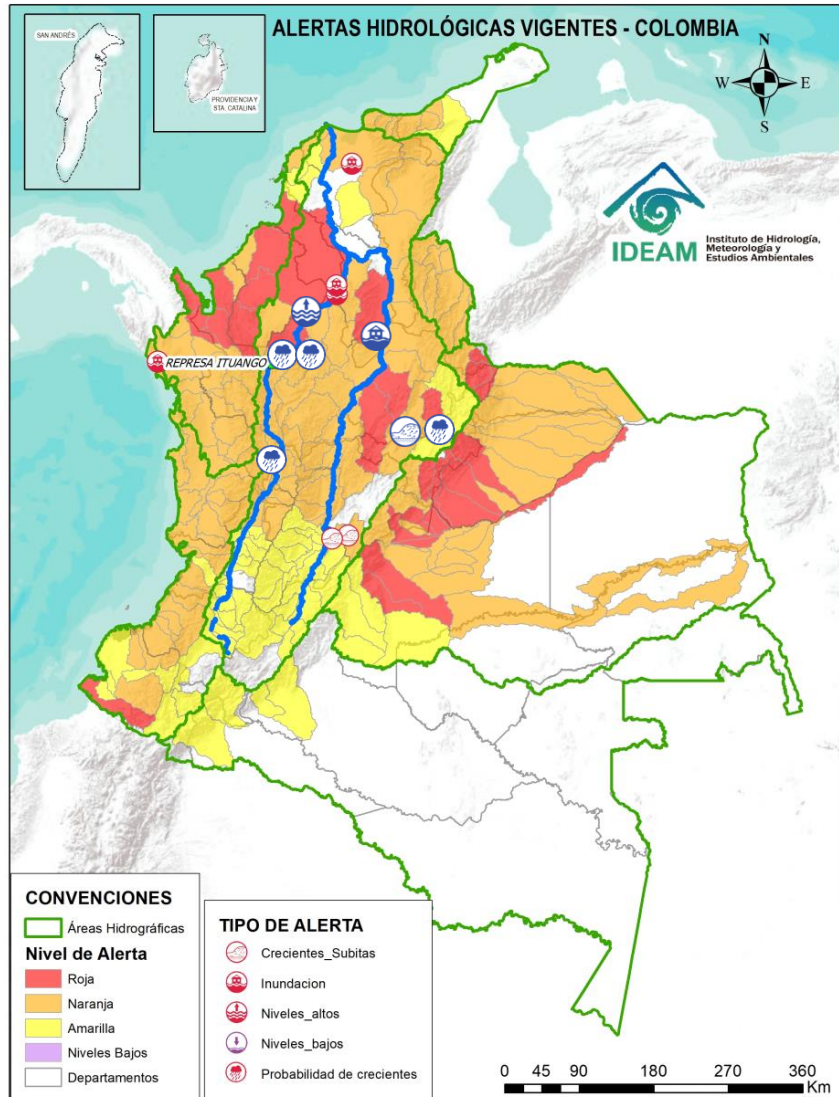 ALERTAS HIDROLÓGICAS VIGENTES - COLOMBIA
SAN ANDRÉS
PROVIDENCIA Y
STA. CATALINA
N
W
E
S
IDEAM
Instituto de Hidrología,
Meteorología y
Estudios Ambientales
REPRESA ITUANGO
CONVENCIONES
Áreas Hidrográficas
Nivel de Alerta
Roja
Naranja
Amarilla
Niveles Bajos
Departamentos
TIPO DE ALERTA
Crecientes_Subitas
Inundacion
Niveles_altos
Niveles_bajos
Probabilidad de crecientes
0 45 90 180 270 360
Km